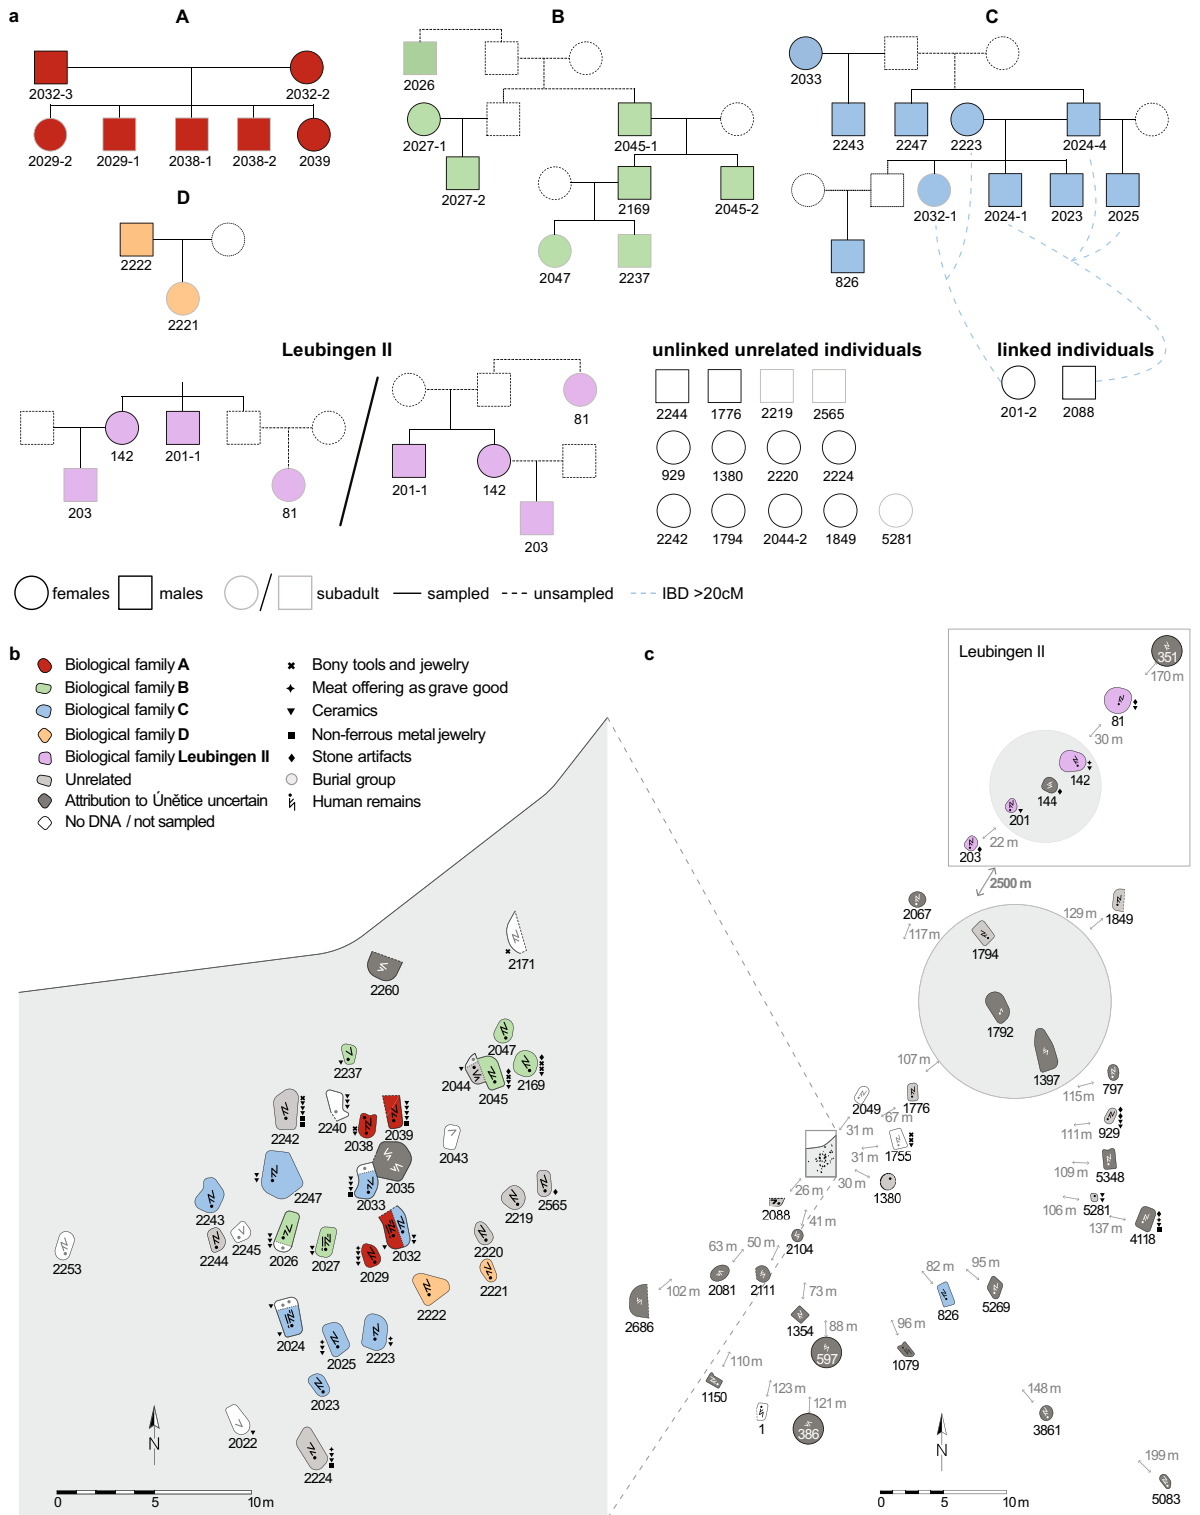 a
A
B
C
2032-3
2032-2
2029-2
2029-1
2038-1
2038-2
2039
2026
2027-1
2045-1
2027-2
2169
2045-2
2047
2237
2033
2243
2247
2223
2024-4
2032-1
2024-1
2023
2025
826
D
2222
2221
Leubingen II
142
201-1
203
81
81
201-1
142
203
unlinked unrelated individuals
2244
1776
2219
2565
929
1380
2220
2224
2242
1794
2044-2
1849
5281
linked individuals
201-2
2088
females
males
subadult
sampled
unsampled
IBD >20cM
b
Biological family A
Biological family B
Biological family C
Biological family D
Biological family Leubingen II
Unrelated
Attribution to Únětice uncertain
No DNA / not sampled
Bony tools and jewelry
Meat offering as grave good
Ceramics
Non-ferrous metal jewelry
Stone artifacts
Burial group
Human remains
2171
2260
2047
2237
2044
2045
2169
2242
2240
2038
2039
2043
2035
2247
2033
2243
2219
2565
2244
2245
2026
2027
2032
2220
2253
2029
2221
2222
2024
2025
2223
2023
2022
2224
N
0
5
10 m
c
Leubingen II
351
170 m
81
30 m
142
144
201
22 m
203
2500 m
2067
117 m
129 m
1849
1794
1792
1397
107 m
797
115 m
2049
1776
67 m
31 m
929
111 m
1755
31 m
5348
109 m
30 m
1380
26 m
2088
5281
106 m
137 m
4118
41 m
2104
63 m
50 m
2081
2111
102 m
2686
82 m
826
95 m
5269
73 m
1354
88 m
597
96 m
1079
110 m
1150
123 m
1
121 m
386
148 m
3861
199 m
5083
N
0
5
10 m